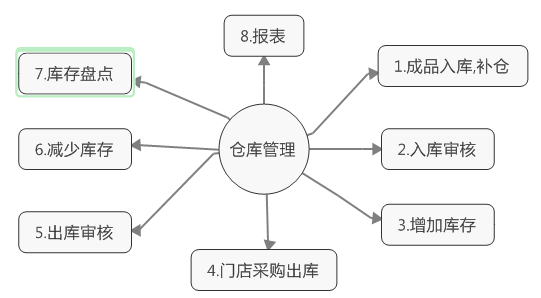 8.报表
7.库存盘点
1.成品入库,补仓
仓库管理
6.减少库存
2.入库审核
5.出库审核
3.增加库存
4.门店采购出库